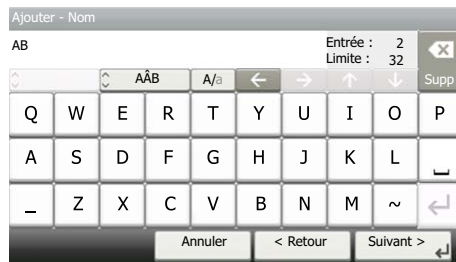 Ajouter - Nom
AB
Entrée : 2
Limite : 32
AÂB A/a ← → ↑ ↓ Supp
Q W E R T Y U I O P
A S D F G H J K L
_ Z X C V B N M ~
Annuler < Retour Suivant >